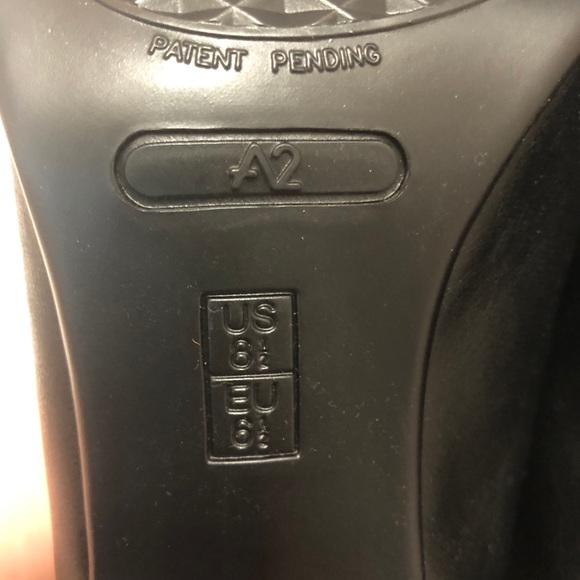 PATENT PENDING
A2
US
8½
EU
6½